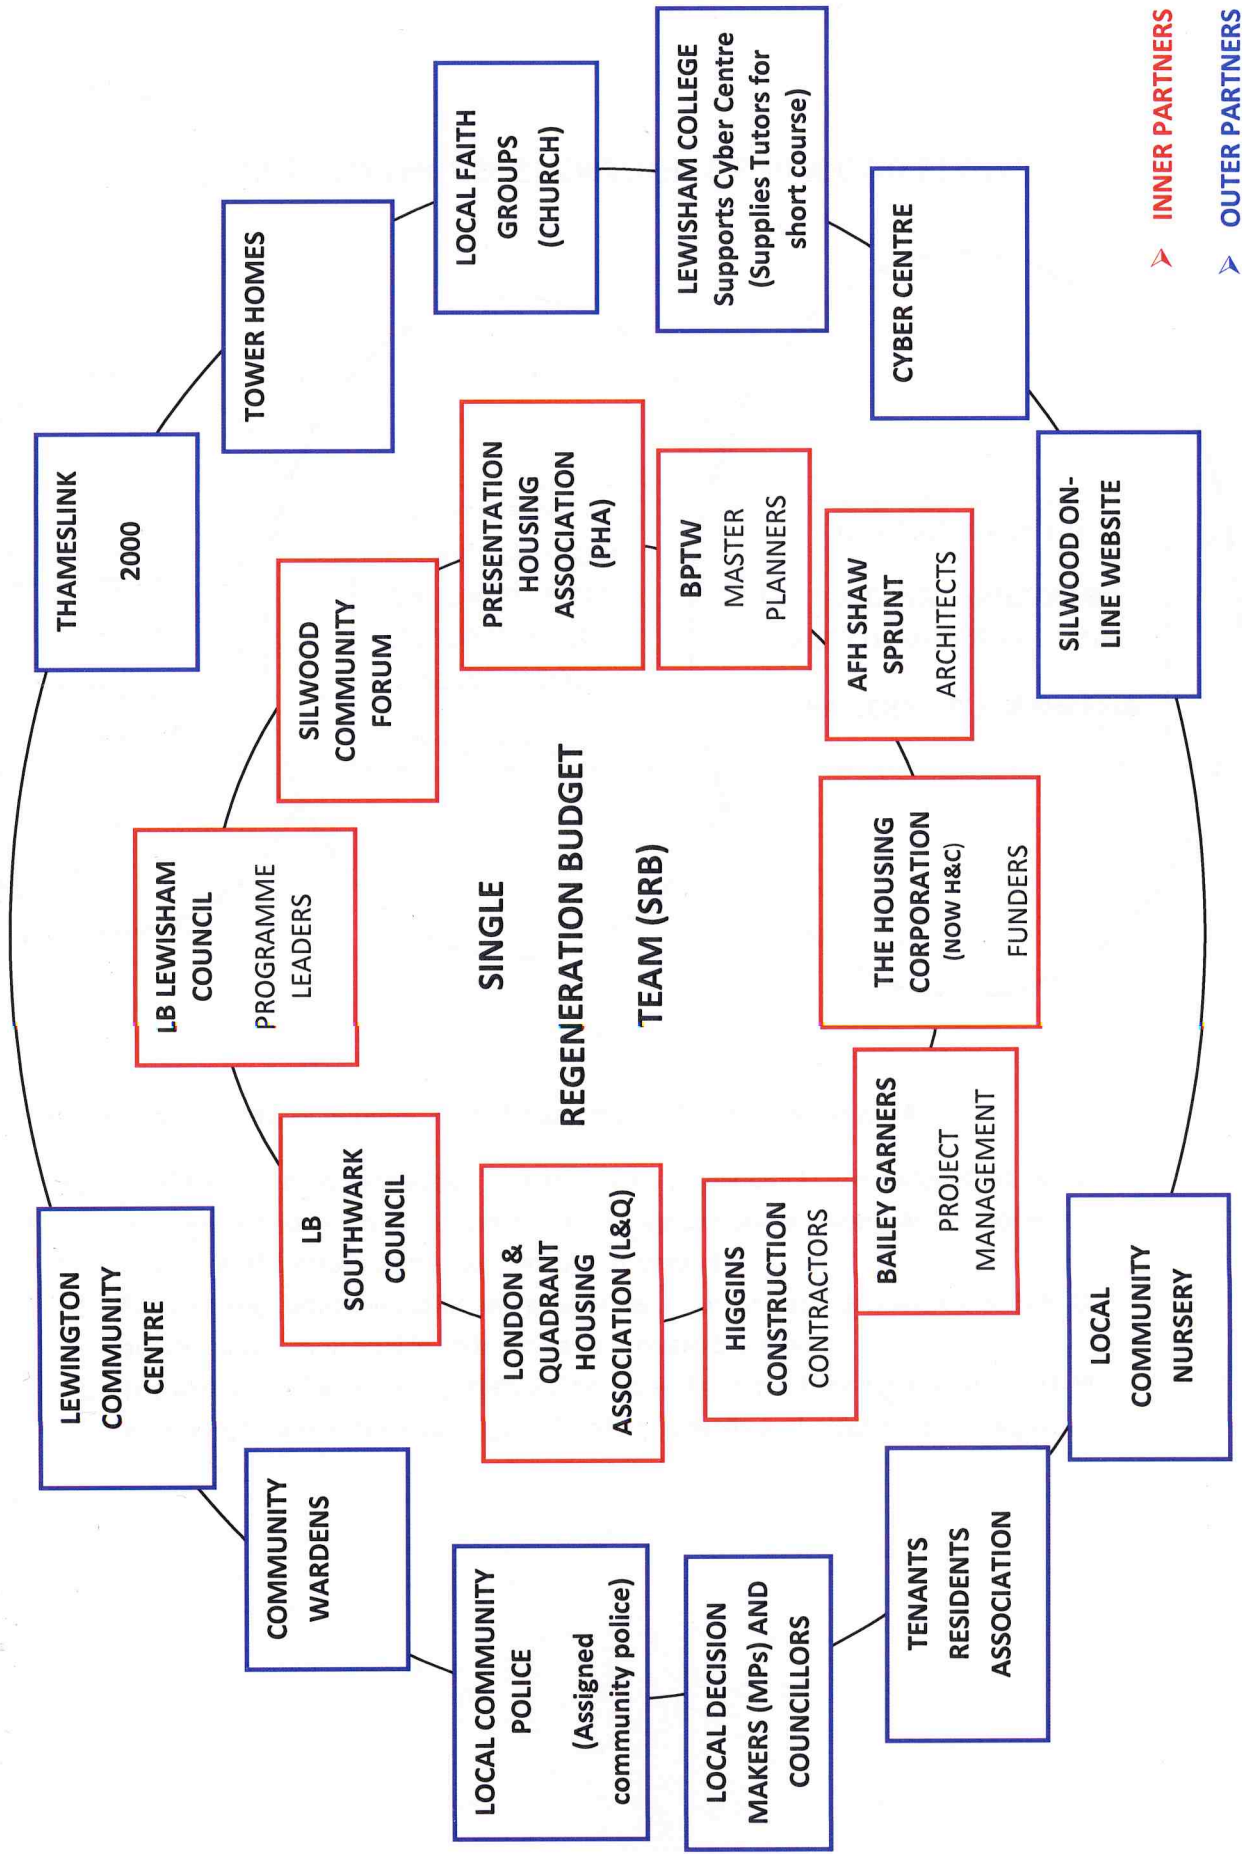 THAMESLINK
2000
TOWER HOMES
LOCAL FAITH
GROUPS
(CHURCH)
LEWISHAM COLLEGE
Supports Cyber Centre
(Supplies Tutors for
short course)
CYBER CENTRE
SILWOOD ON-
LINE WEBSITE
LOCAL
COMMUNITY
NURSERY
TENANTS
RESIDENTS
ASSOCIATION
LOCAL DECISION
MAKERS (MPs) AND
COUNCILLORS
LOCAL COMMUNITY
POLICE
(Assigned
community police)
COMMUNITY
WARDENS
LEWINGTON
COMMUNITY
CENTRE
LB LEWISHAM
COUNCIL
PROGRAMME
LEADERS
SILWOOD
COMMUNITY
FORUM
PRESENTATION
HOUSING
ASSOCIATION
(PHA)
BPTW
MASTER
PLANNERS
AFH SHAW
SPRUNT
ARCHITECTS
THE HOUSING
CORPORATION
(NOW H&C)
FUNDERS
BAILEY GARNERS
PROJECT
MANAGEMENT
HIGGINS
CONSTRUCTION
CONTRACTORS
LONDON &
QUADRANT
HOUSING
ASSOCIATION (L&Q)
LB
SOUTHWARK
COUNCIL
SINGLE
REGENERATION BUDGET
TEAM (SRB)
INNER PARTNERS
OUTER PARTNERS